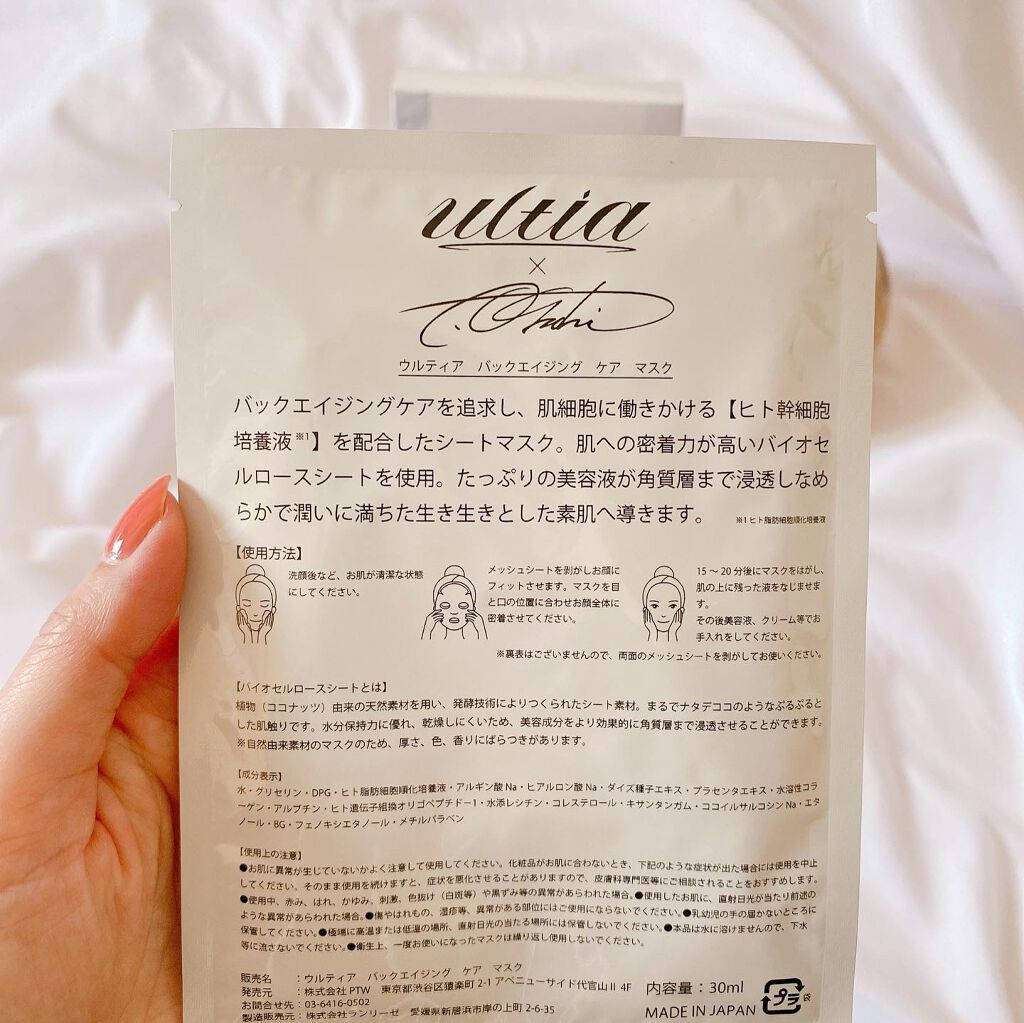 ultia
×
ウルティア バックエイジング ケア マスク
バックエイジングケアを追求し、肌細胞に働きかける【ヒト幹細胞
培養液※1】を配合したシートマスク。肌への密着力が高いバイオセ
ルロースシートを使用。たっぷりの美容液が角質層まで浸透しなめ
らかで潤いに満ちた生き生きとした素肌へ導きます。 ※1 ヒト脂肪細胞順化培養液
【使用方法】
洗顔後など、お肌が清潔な状態
にしてください。
メッシュシートを剥がしお顔に
フィットさせます。マスクを目
と口の位置に合わせお顔全体に
密着させてください。
15 〜 20 分後にマスクをはがし、
肌の上に残った液をなじませま
す。
その後美容液、クリーム等でお
手入れをしてください。
※裏表はございませんので、両面のメッシュシートを剥がしてお使いください。
【バイオセルロースシートとは】
植物（ココナッツ）由来の天然素材を用い、発酵技術によりつくられたシート素材。まるでナタデココのようなぷるぷると
した肌触りです。水分保持力に優れ、乾燥しにくいため、美容成分をより効果的に角質層まで浸透させることができます。
※自然由来素材のマスクのため、厚さ、色、香りにばらつきがあります。
【成分表示】
水・グリセリン・DPG・ヒト脂肪細胞順化培養液・アルギン酸 Na・ヒアルロン酸 Na・ダイズ種子エキス・プラセンタエキス・水溶性コラ
ーゲン・アルブチン・ヒト遺伝子組換オリゴペプチドー1・水添レシチン・コレステロール・キサンタンガム・ココイルサルコシン Na・エタ
ノール・BG・フェノキシエタノール・メチルパラベン
【使用上の注意】
●お肌に異常が生じていないかよく注意して使用してください。化粧品がお肌に合わないとき、下記のような症状が出た場合には使用を中止
してください。そのまま使用を続けますと、症状を悪化させることがありますので、皮膚科専門医等にご相談されることをおすすめします。
●使用中、赤み、はれ、かゆみ、刺激、色抜け（白斑等）や黒ずみ等の異常があらわれた場合。●使用したお肌に、直射日光が当たり前述の
ような異常があらわれた場合。●傷やはれもの、湿疹等、異常がある部位にはご使用にならないでください。●乳幼児の手の届かないところに
保管してください。●極端に高温または低温の場所、直射日光の当たる場所には保管しないでください。●本品は水に溶けませんので、下水
等に流さないでください。●衛生上、一度お使いになったマスクは繰り返し使用しないでください。
販売名 ：ウルティア バックエイジング ケア マスク
発売元 ：株式会社 PTW 東京都渋谷区猿楽町 2-1 アベニューサイド代官山Ⅱ 4F
お問合せ先：03-6416-0502
製造販売元：株式会社ランリーゼ 愛媛県新居浜市岸の上町 2-6-35
内容量：30ml
MADE IN JAPAN
プラ
袋